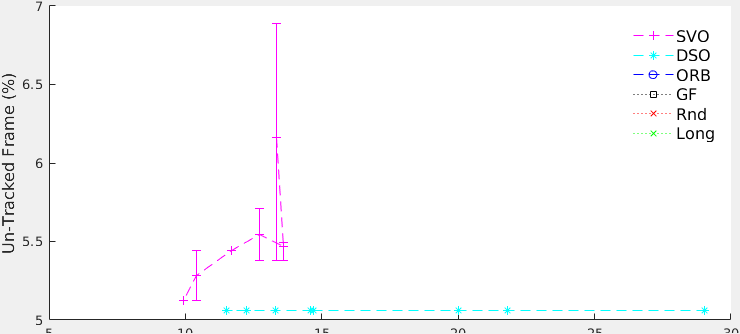 7
6.5
6
5.5
5
Un-Tracked Frame (%)
SVO
DSO
ORB
GF
Rnd
Long
5 10 15 20 25 30